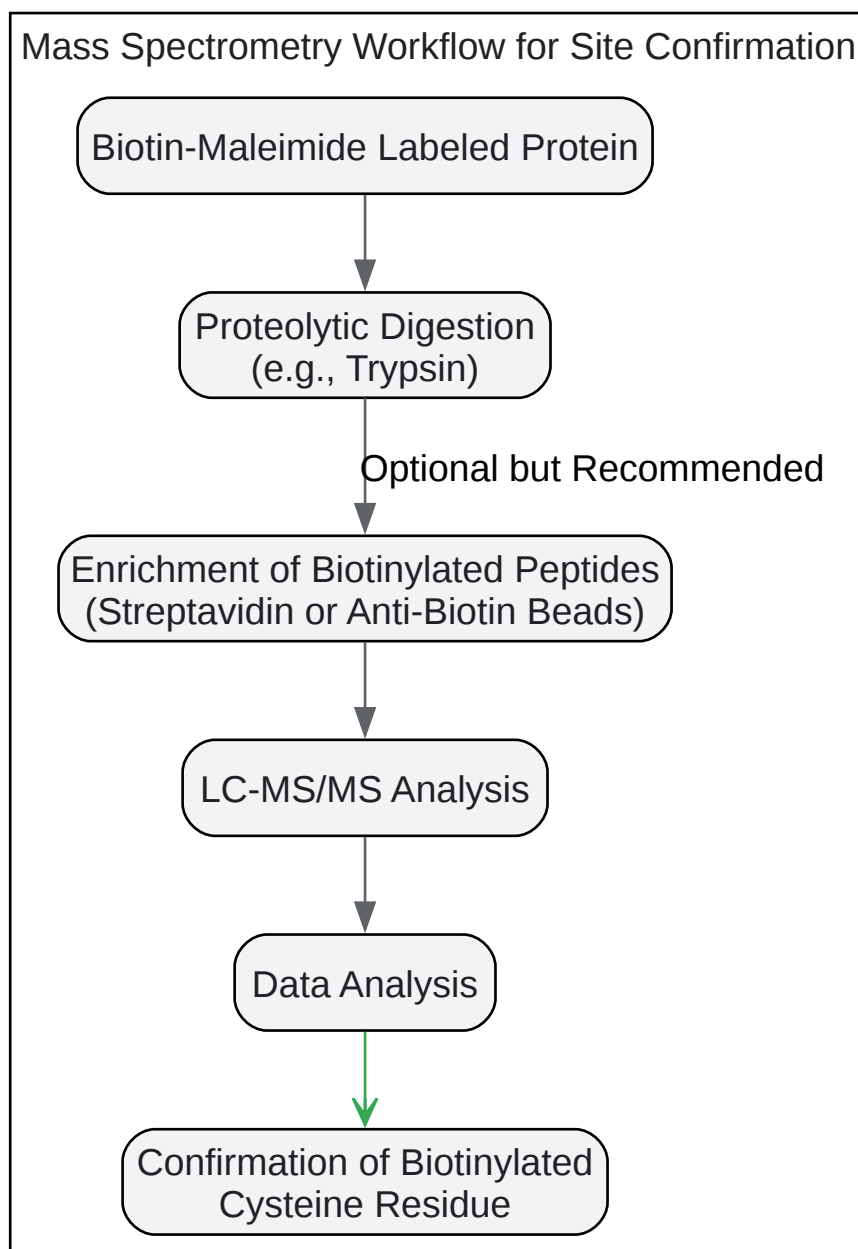 Mass Spectrometry Workflow for Site Confirmation
Biotin-Maleimide Labeled Protein
Proteolytic Digestion
(e.g., Trypsin)
Optional but Recommended
Enrichment of Biotinylated Peptides
(Streptavidin or Anti-Biotin Beads)
LC-MS/MS Analysis
Data Analysis
Confirmation of Biotinylated
Cysteine Residue